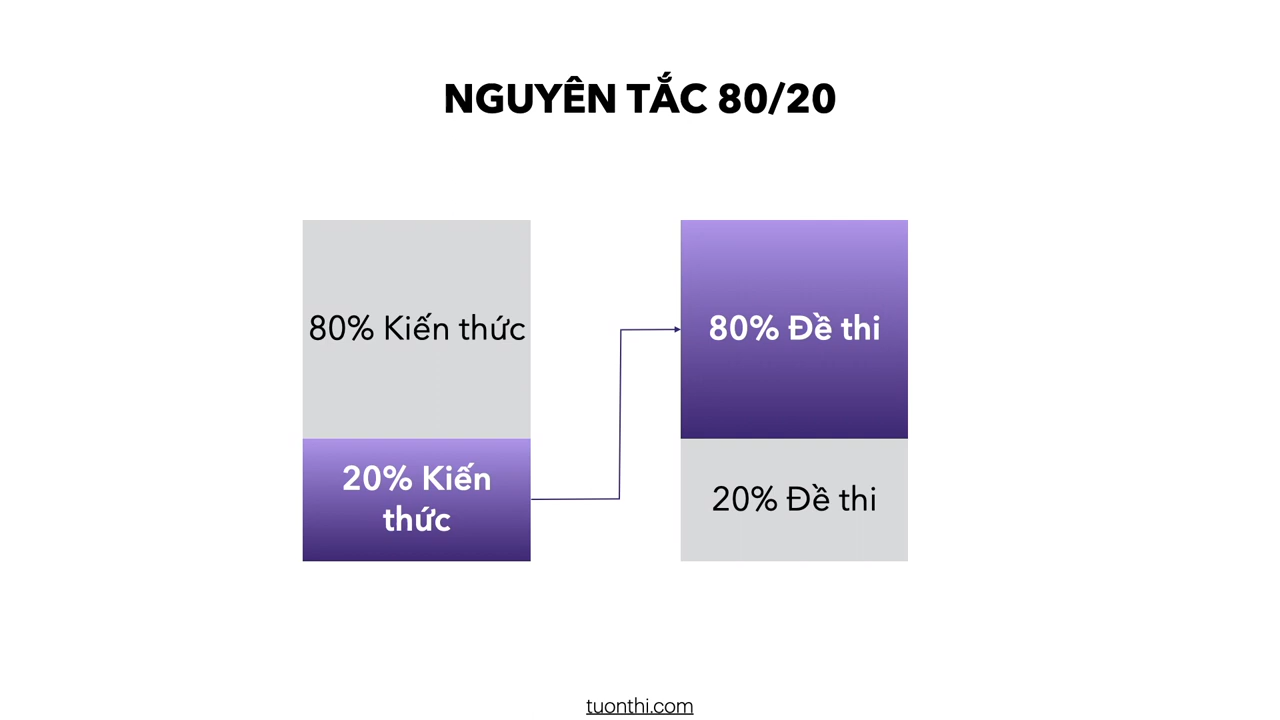 NGUYÊN TẮC 80/20
80% Kiến thức
20% Kiến
thức
80% Đề thi
20% Đề thi
tuonthi.com